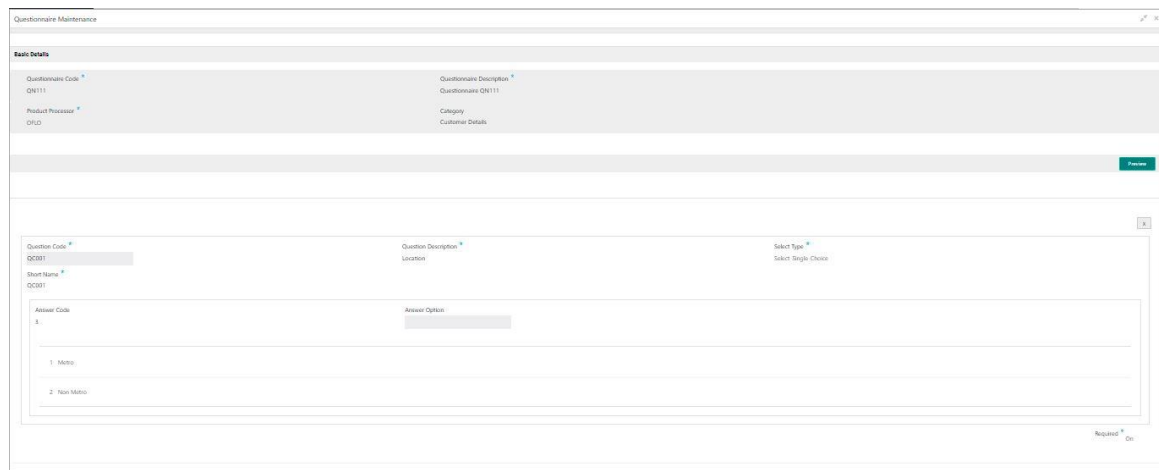 Questionnaire Maintenance
Basic Details
Questionnaire Code * Questionnaire Description *
QN111 Questionnaire QN111
Product Processor * Category
OFLO Customer Details
Preview
Question Code * Question Description * Select Type *
QC001 Location Select Single Choice
Short Name *
QC001
Answer Code Answer Option
3
1 Metro
2 Non Metro
Required *
On